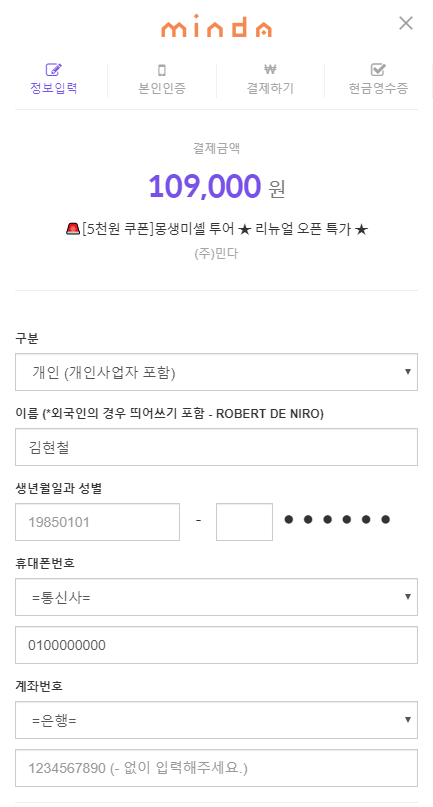 minda
정보입력
본인인증
결제하기
현금영수증
결제금액
109,000 원
[5천원 쿠폰]몽생미셸 투어 ★ 리뉴얼 오픈 특가 ★
(주)민다
구분
개인 (개인사업자 포함)
이름 (*외국인의 경우 띄어쓰기 포함 - ROBERT DE NIRO)
김현철
생년월일과 성별
19850101 - ● ● ● ● ● ●
휴대폰번호
=통신사=
0100000000
계좌번호
=은행=
1234567890 (- 없이 입력해주세요.)